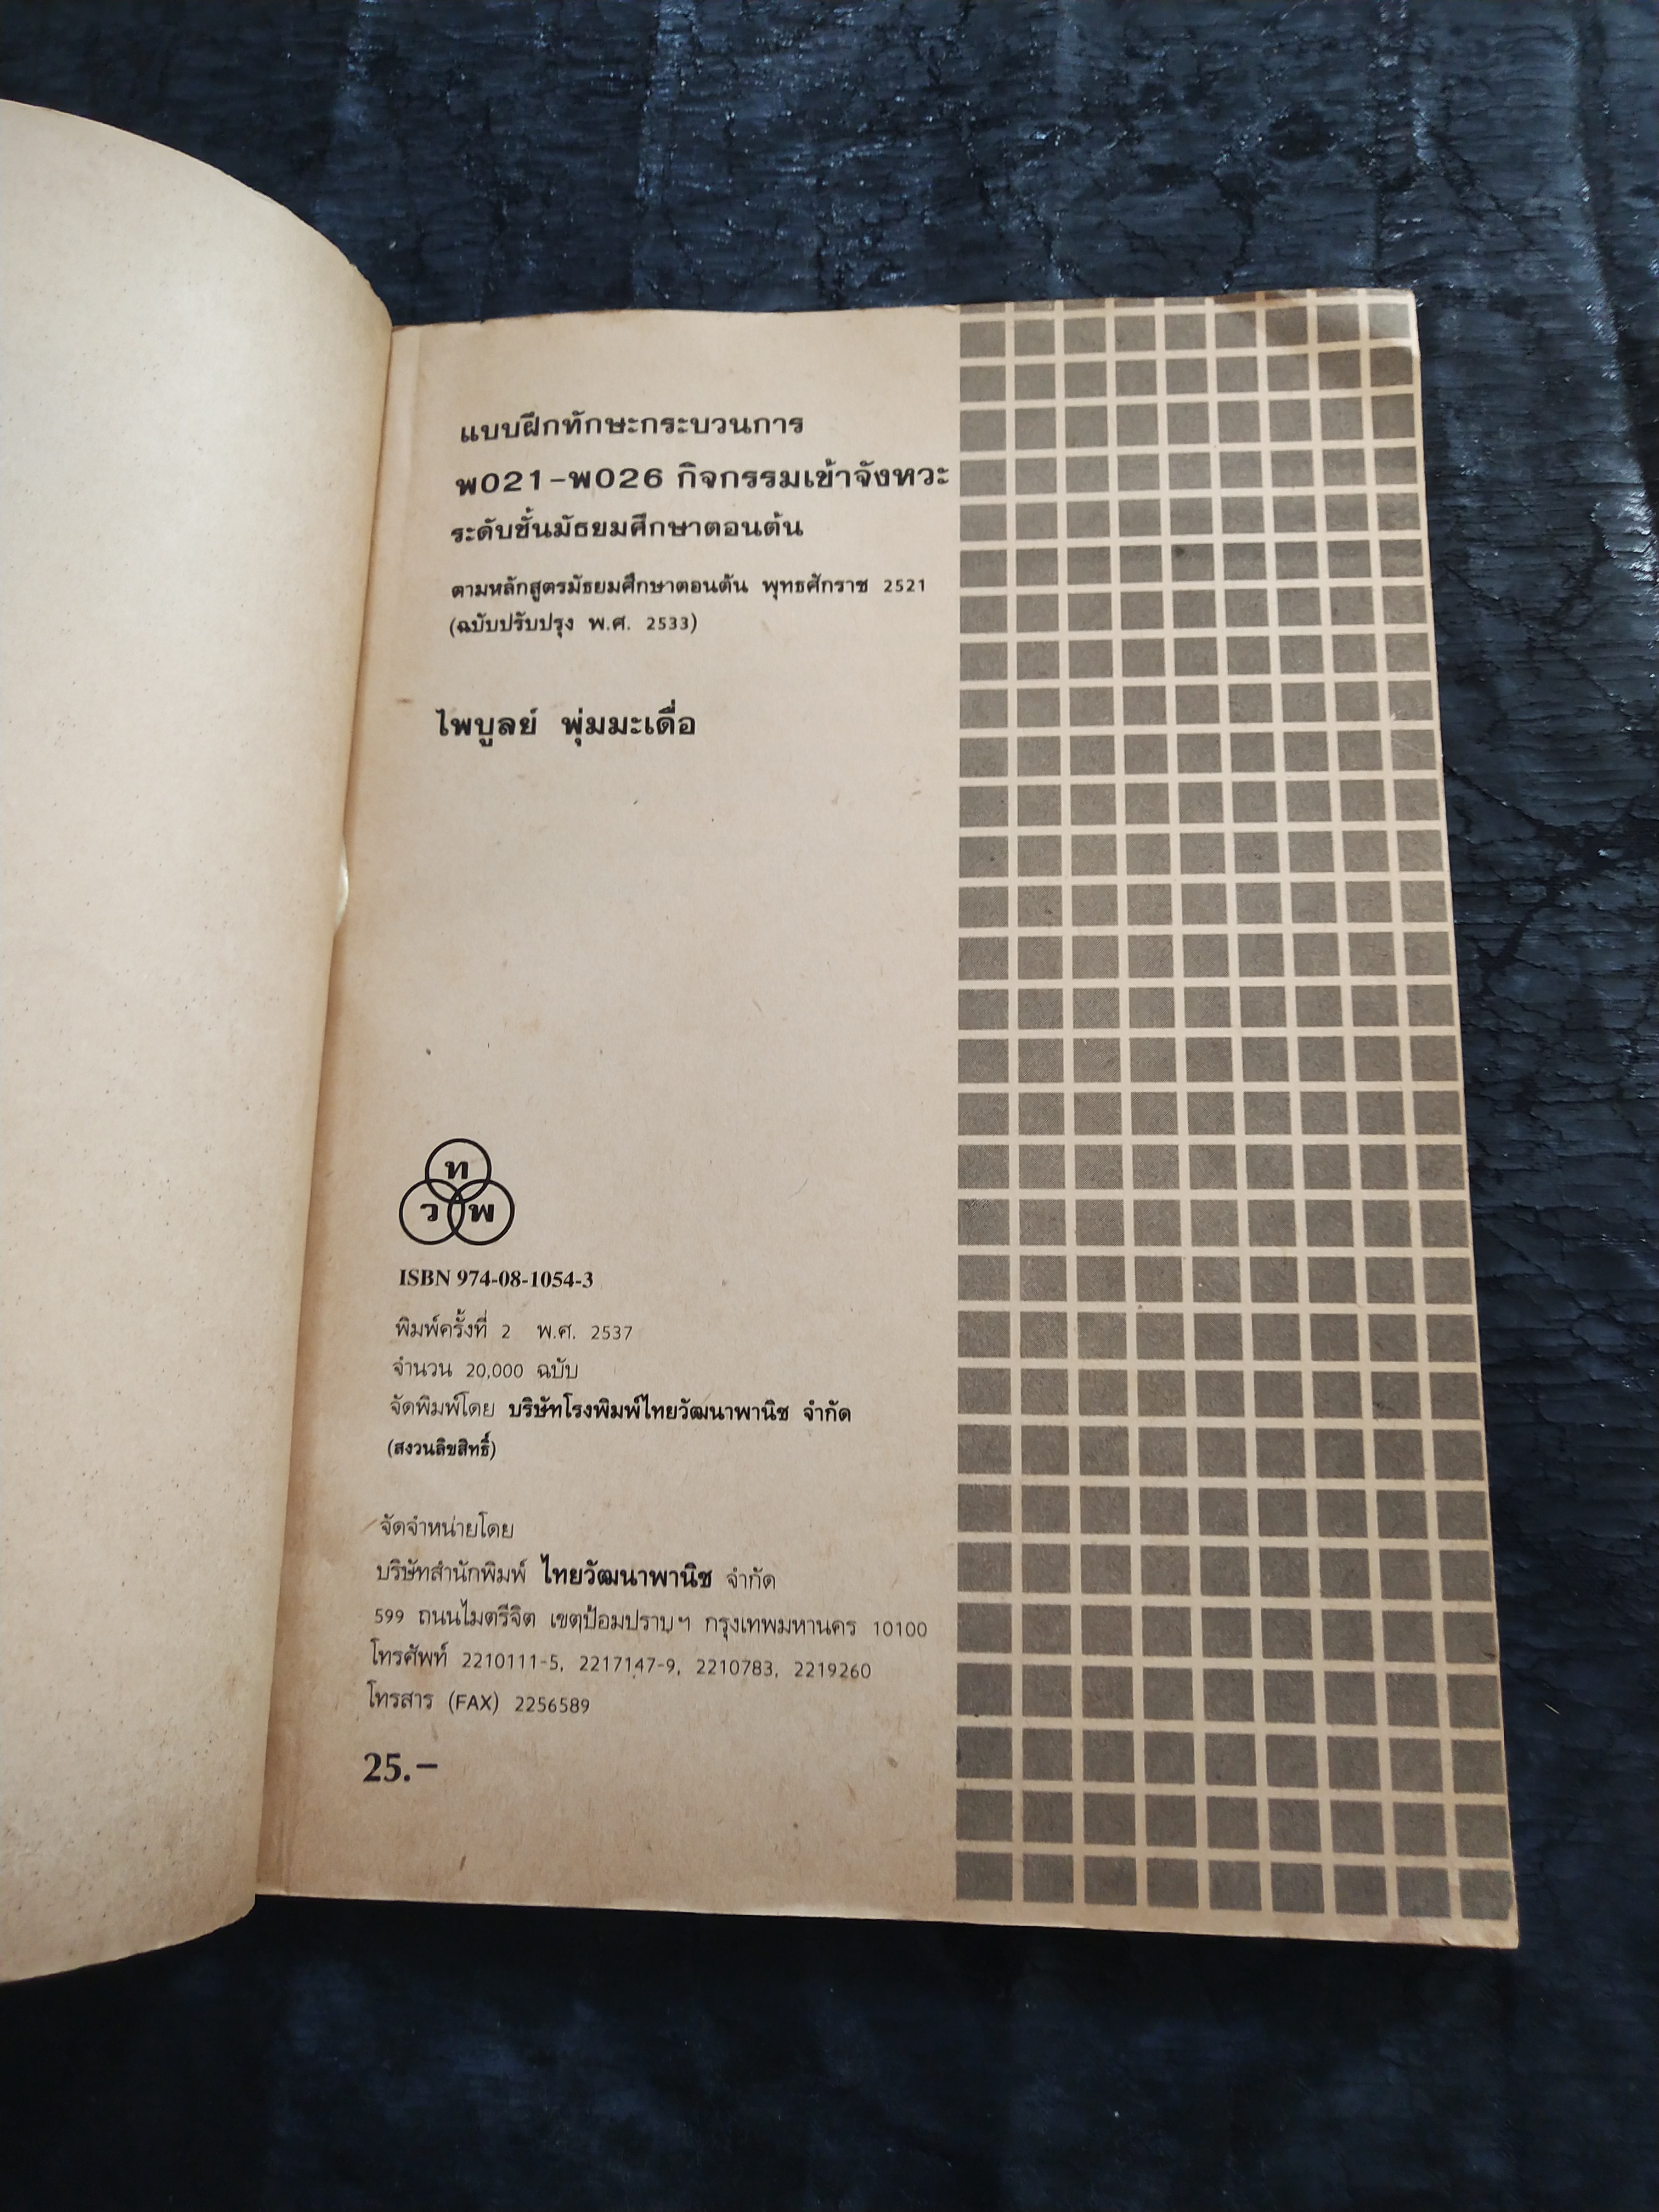 แบบฝึกทักษะกระบวนการ
พ021-พ026 กิจกรรมเข้าจังหวะ
ระดับชั้นมัธยมศึกษาตอนต้น
ตามหลักสูตรมัธยมศึกษาตอนต้น พุทธศักราช 2521
(ฉบับปรับปรุง พ.ศ. 2533)
ไพบูลย์ พุ่มมะเดื่อ
ท
ว พ
ISBN 974-08-1054-3
พิมพ์ครั้งที่ 2 พ.ศ. 2537
จำนวน 20,000 ฉบับ
จัดพิมพ์โดย บริษัทโรงพิมพ์ไทยวัฒนาพานิช จำกัด
(สงวนลิขสิทธิ์)
จัดจำหน่ายโดย
บริษัทสำนักพิมพ์ ไทยวัฒนาพานิช จำกัด
599 ถนนไมตรีจิต เขตป้อมปราบฯ กรุงเทพมหานคร 10100
โทรศัพท์ 2210111-5, 2217147-9, 2210783, 2219260
โทรสาร (FAX) 2256589
25.–